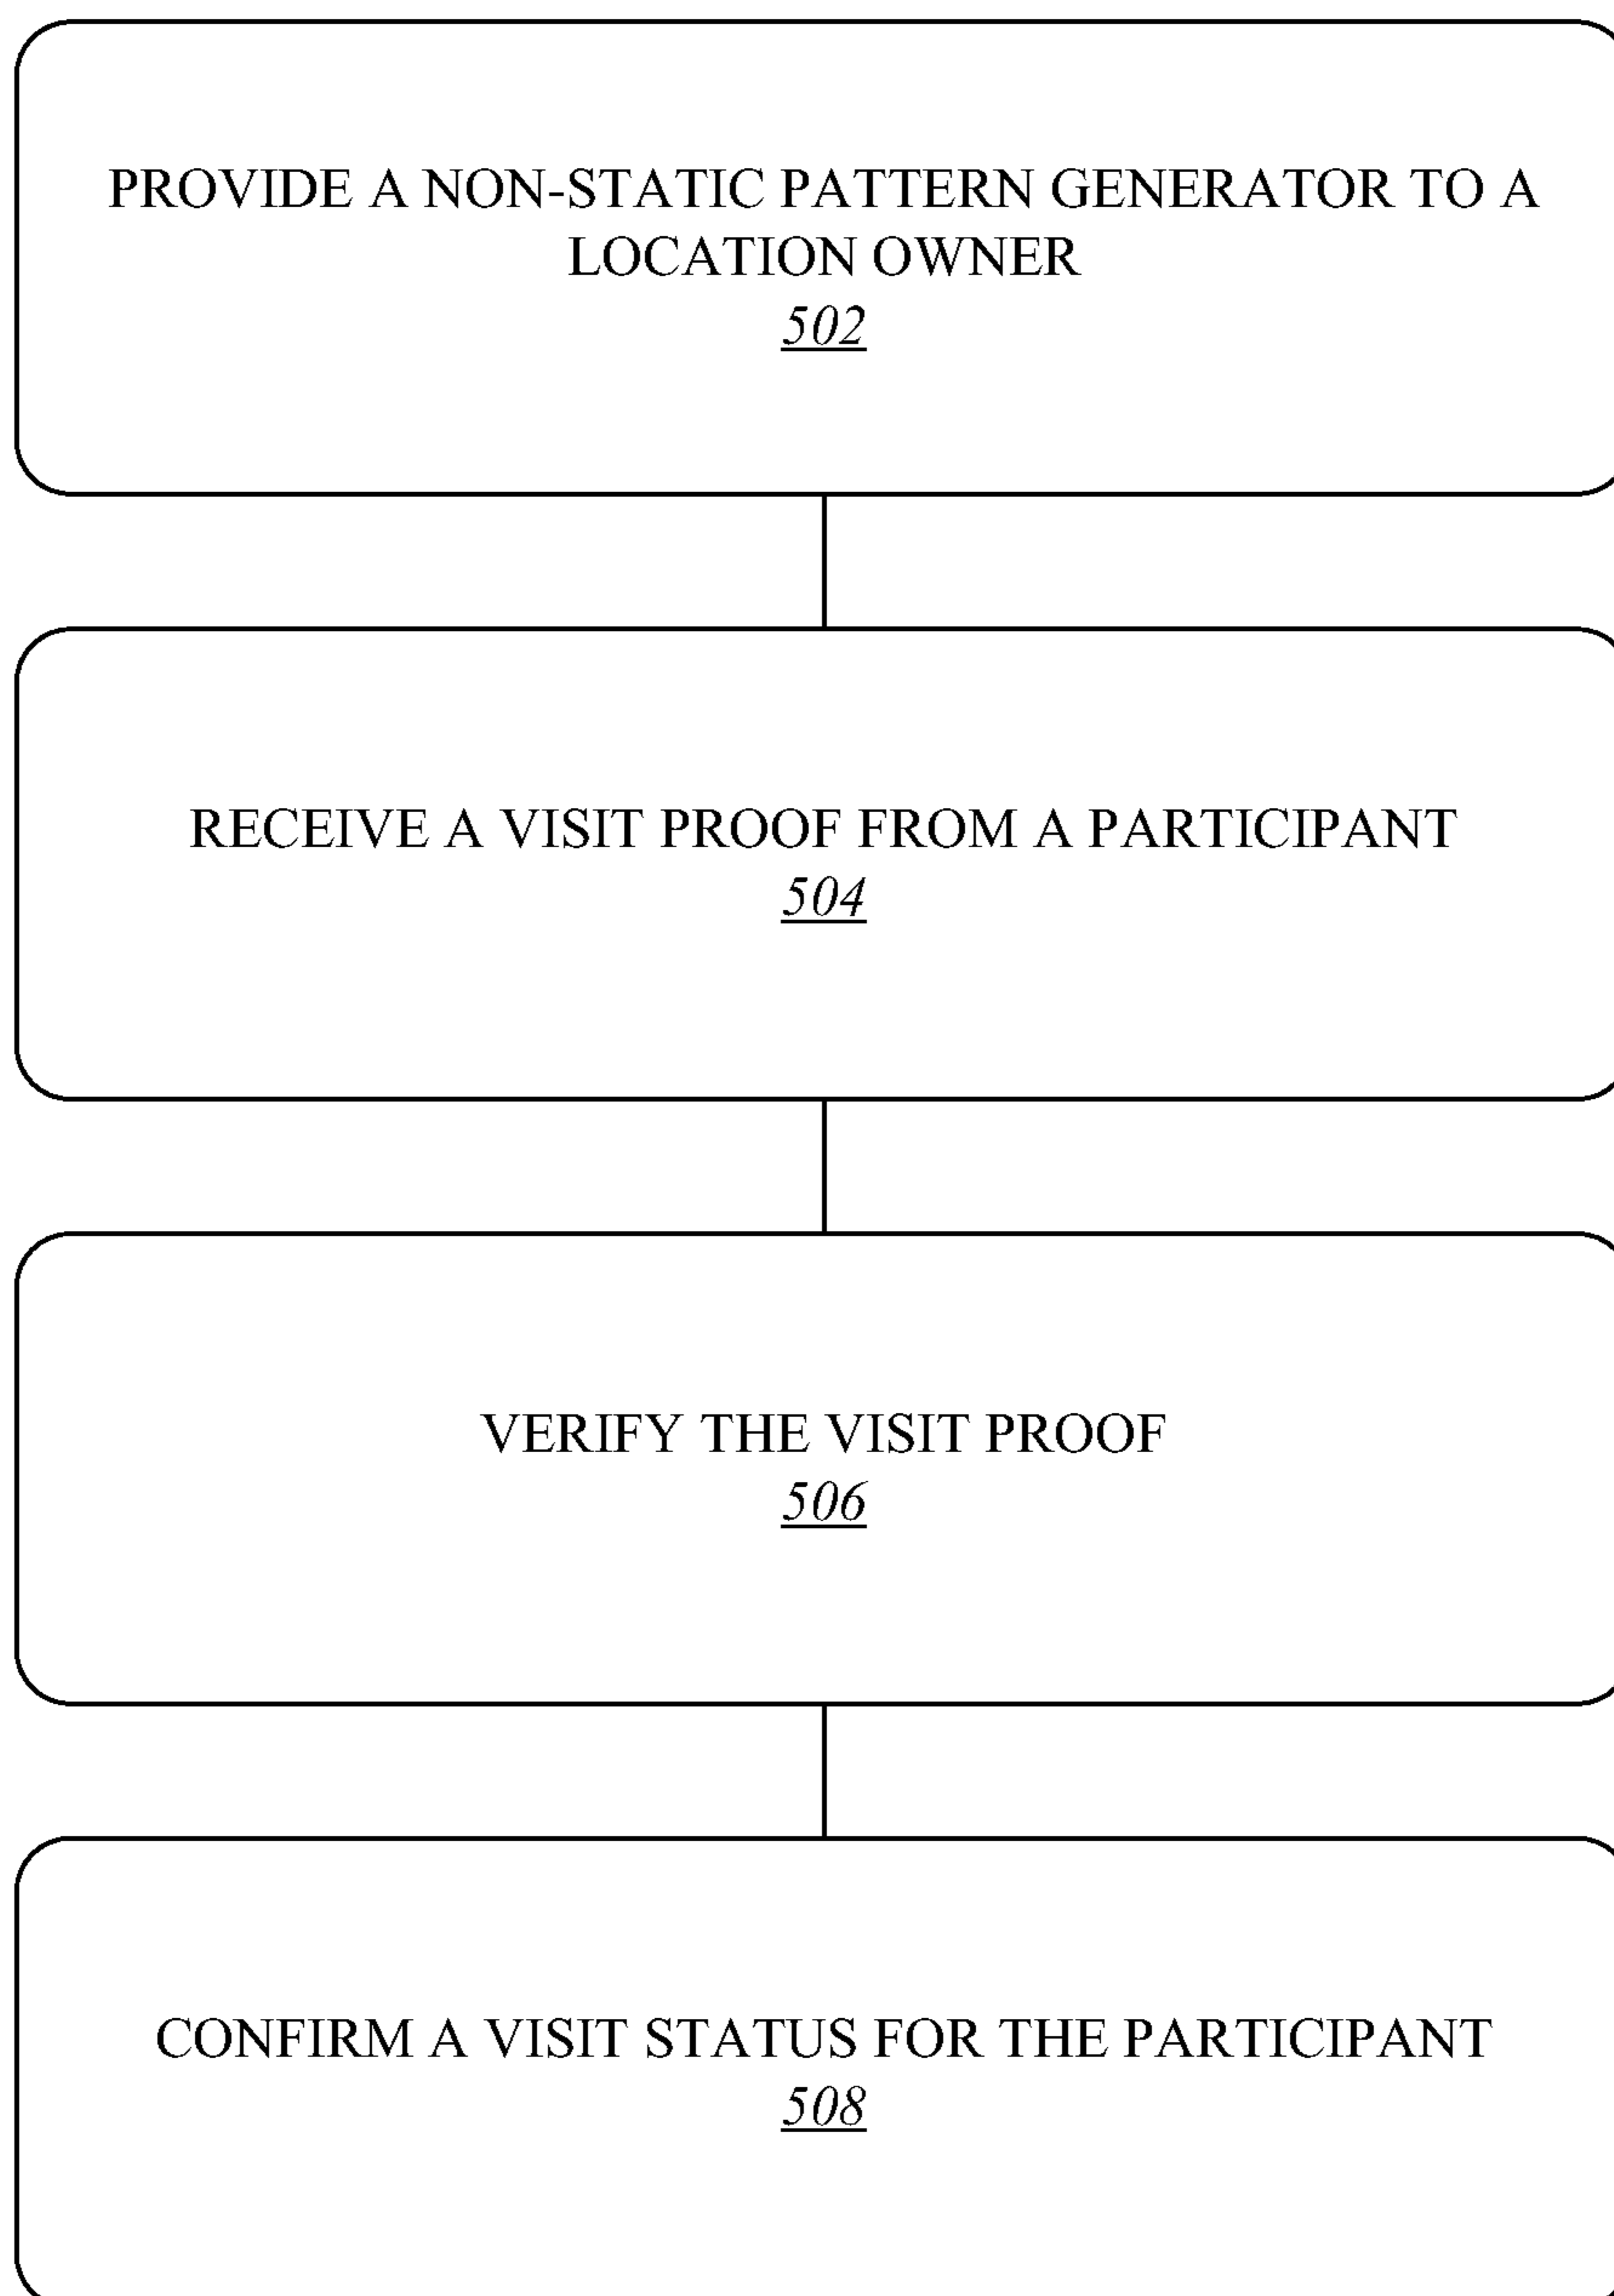 PROVIDE A NON-STATIC PATTERN GENERATOR TO A
LOCATION OWNER
502
RECEIVE A VISIT PROOF FROM A PARTICIPANT
504
VERIFY THE VISIT PROOF
506
CONFIRM A VISIT STATUS FOR THE PARTICIPANT
508